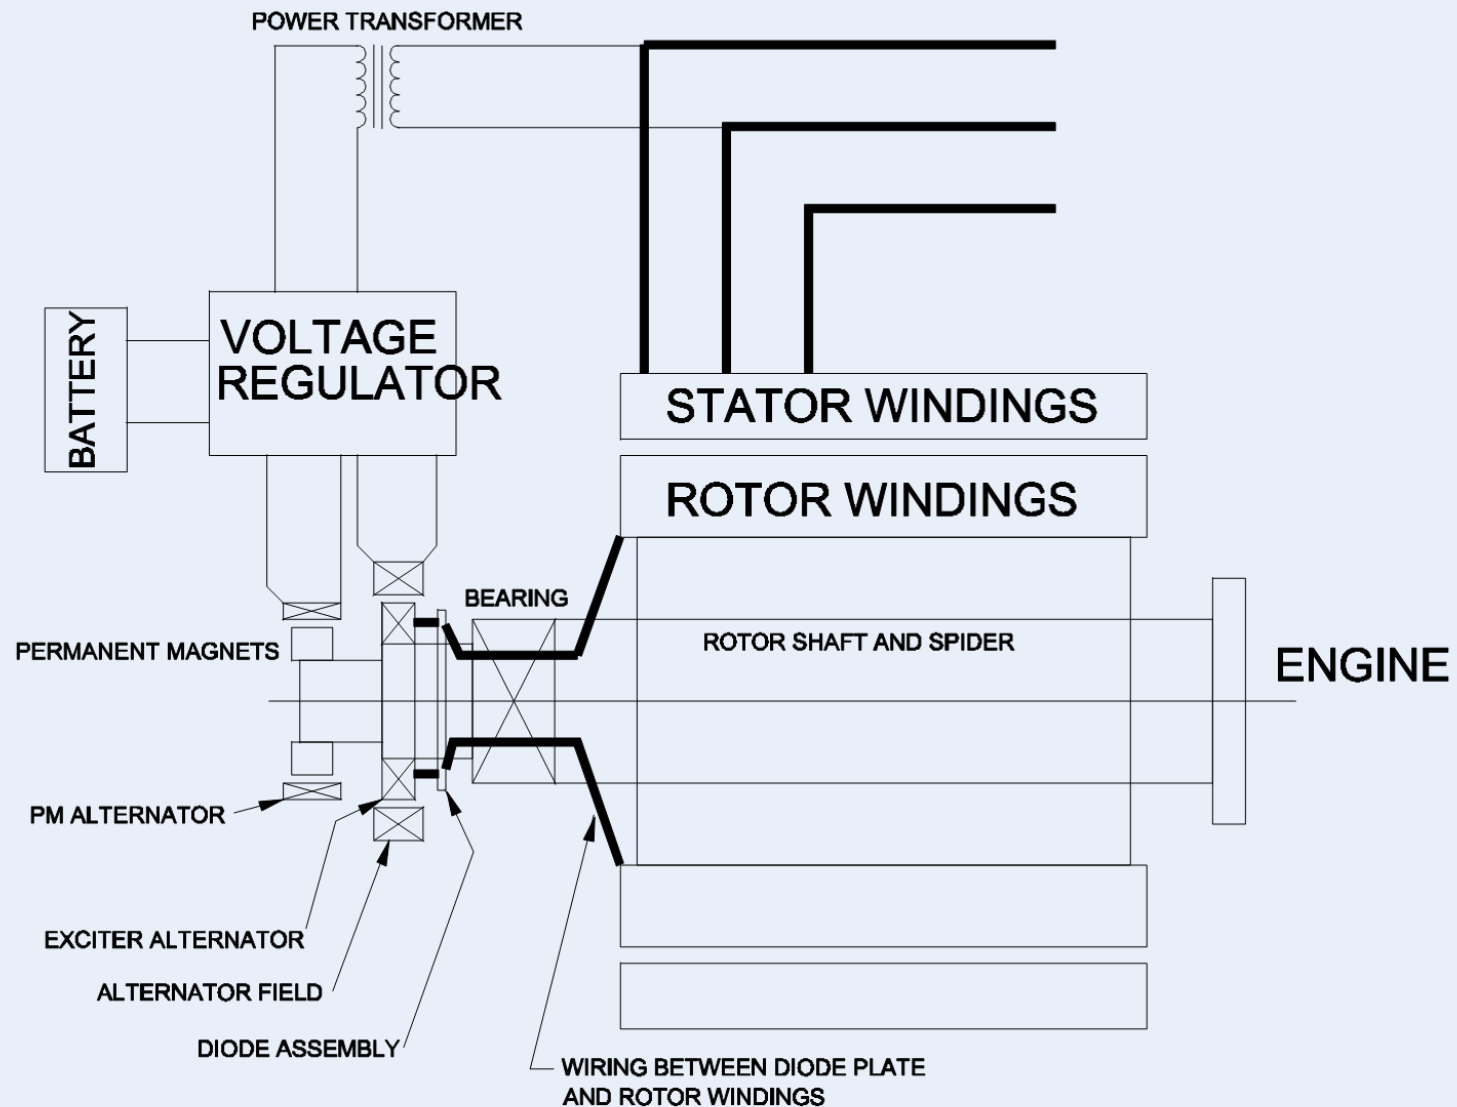 POWER TRANSFORMER
BATTERY
VOLTAGE
REGULATOR
STATOR WINDINGS
ROTOR WINDINGS
BEARING
ROTOR SHAFT AND SPIDER
PERMANENT MAGNETS
ENGINE
PM ALTERNATOR
EXCITER ALTERNATOR
ALTERNATOR FIELD
DIODE ASSEMBLY
WIRING BETWEEN DIODE PLATE
AND ROTOR WINDINGS